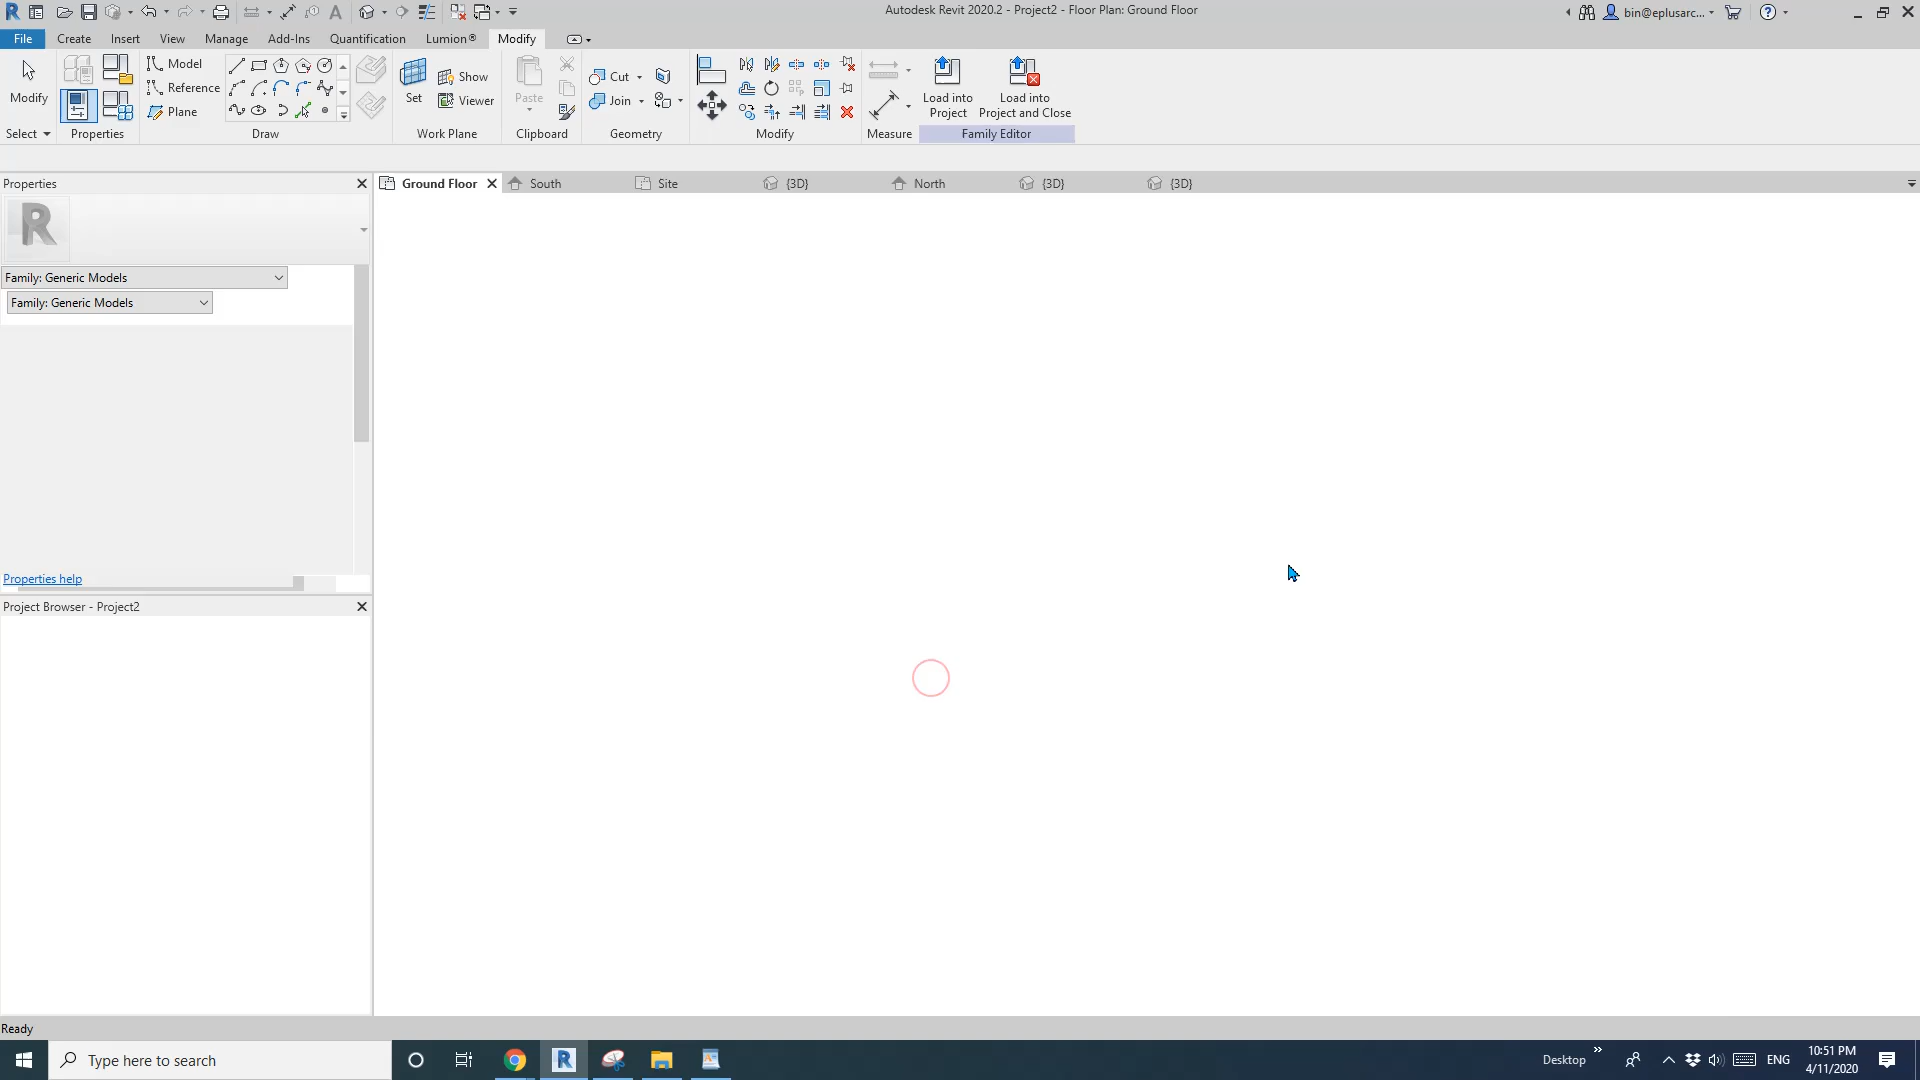 Autodesk Revit 2020.2 - Project2 - Floor Plan: Ground Floor
bin@eplusarc...
File Create Insert View Manage Add-Ins Quantification Lumion® Modify
Modify
Select
Properties
Model
Reference
Plane
Draw
Set
Show
Viewer
Work Plane
Paste
Clipboard
Cut
Join
Geometry
Modify
Measure
Load into
Project
Load into
Project and Close
Family Editor
Properties
Ground Floor South Site {3D} North {3D} {3D}
Family: Generic Models
Family: Generic Models
Properties help
Project Browser - Project2
Ready
Type here to search
Desktop
ENG
10:51 PM
4/11/2020